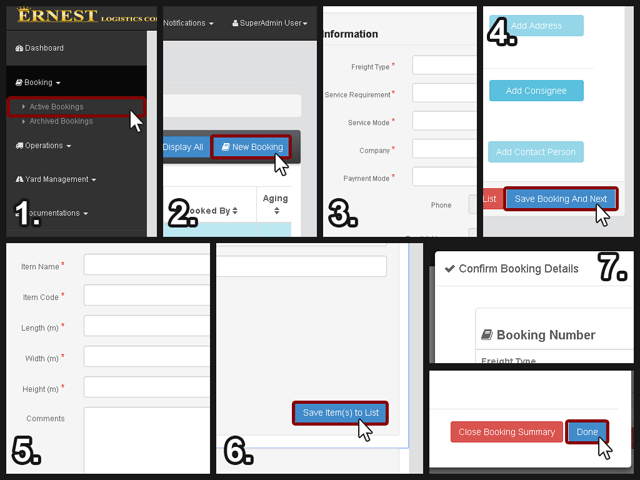 ERNEST LOGISTICS COR
Dashboard
Booking
Active Bookings
Archived Bookings
Operations
Yard Management
Documentations
1.
Notifications
SuperAdmin User
Display All
New Booking
Aging
ooked By
2.
Information
Freight Type *
Service Requirement *
Service Mode *
Company *
Payment Mode *
Phone
3.
4.
Add Address
Add Consignee
Add Contact Person
List
Save Booking And Next
Item Name *
Item Code *
Length (m) *
Width (m) *
Height (m) *
Comments
5.
Save Item(s) to List
6.
Confirm Booking Details
7.
Booking Number
Freight Type
Close Booking Summary
Done